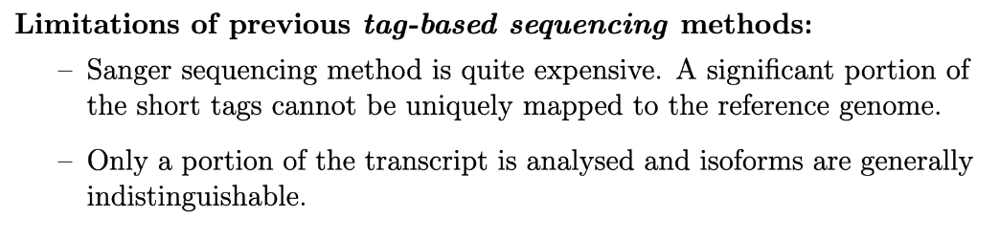 Limitations of previous tag-based sequencing methods:
– Sanger sequencing method is quite expensive. A significant portion of
the short tags cannot be uniquely mapped to the reference genome.
– Only a portion of the transcript is analysed and isoforms are generally
indistinguishable.